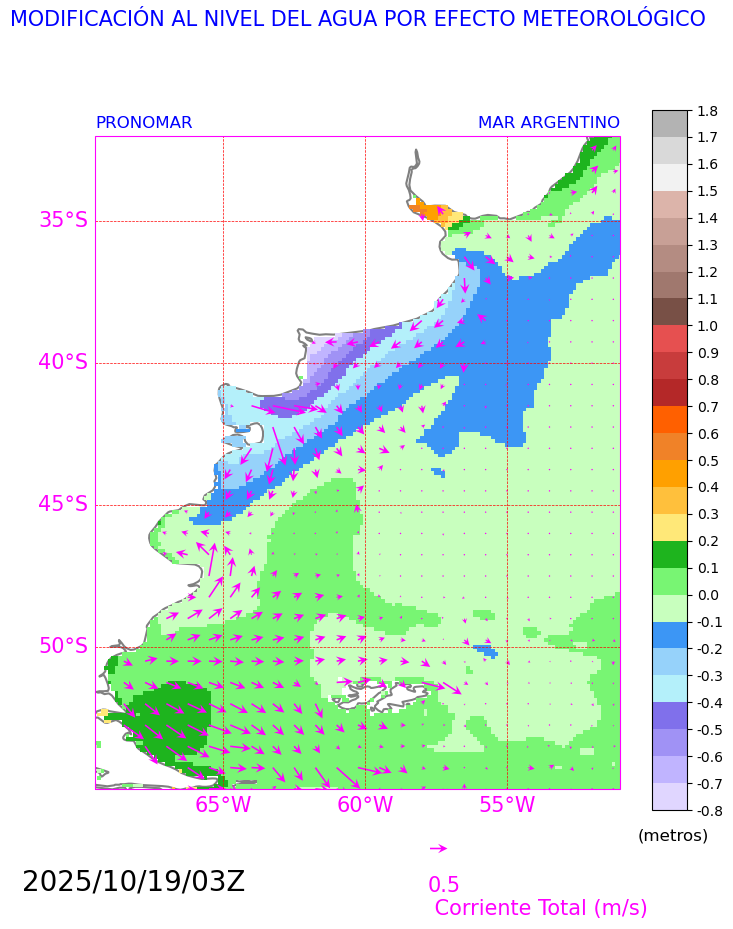 MODIFICACIÓN AL NIVEL DEL AGUA POR EFECTO METEOROLÓGICO
PRONOMAR MAR ARGENTINO
35°S
40°S
45°S
50°S
65°W 60°W 55°W
1.8
1.7
1.6
1.5
1.4
1.3
1.2
1.1
1.0
0.9
0.8
0.7
0.6
0.5
0.4
0.3
0.2
0.1
0.0
-0.1
-0.2
-0.3
-0.4
-0.5
-0.6
-0.7
-0.8
(metros)
2025/10/19/03Z
0.5
Corriente Total (m/s)